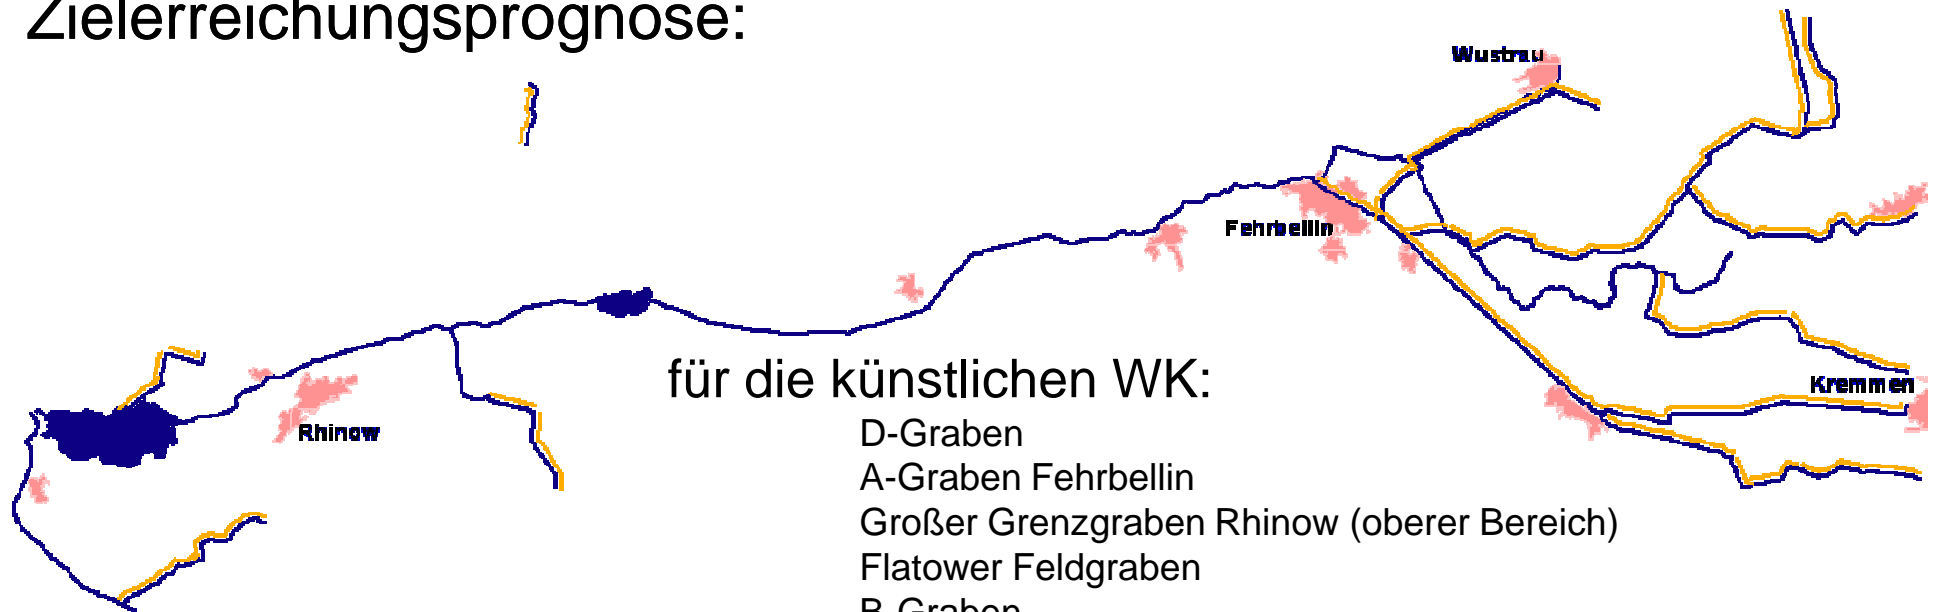 Zielerreichungsprognose:
Wustrau
Fehrbellin
für die künstlichen WK:
Kremmen
Rhinow
D-Graben
A-Graben Fehrbellin
Großer Grenzgraben Rhinow (oberer Bereich)
Flatower Feldgraben
B-Graben